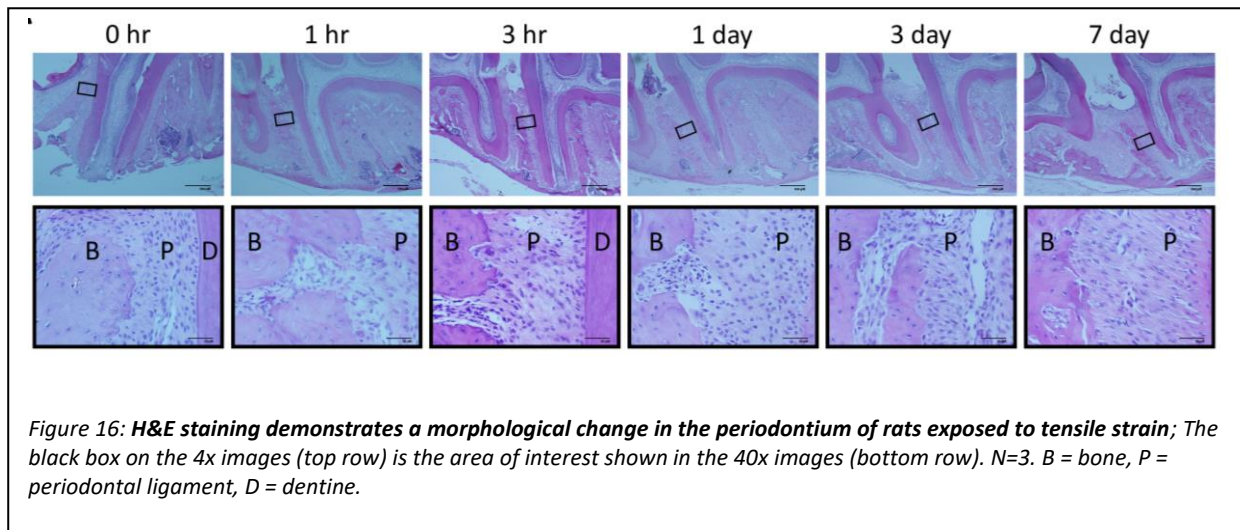 0 hr 1 hr 3 hr 1 day 3 day 7 day
B P D B P B P D B P B P B P
Figure 16: H&E staining demonstrates a morphological change in the periodontium of rats exposed to tensile strain; The
black box on the 4x images (top row) is the area of interest shown in the 40x images (bottom row). N=3. B = bone, P =
periodontal ligament, D = dentine.